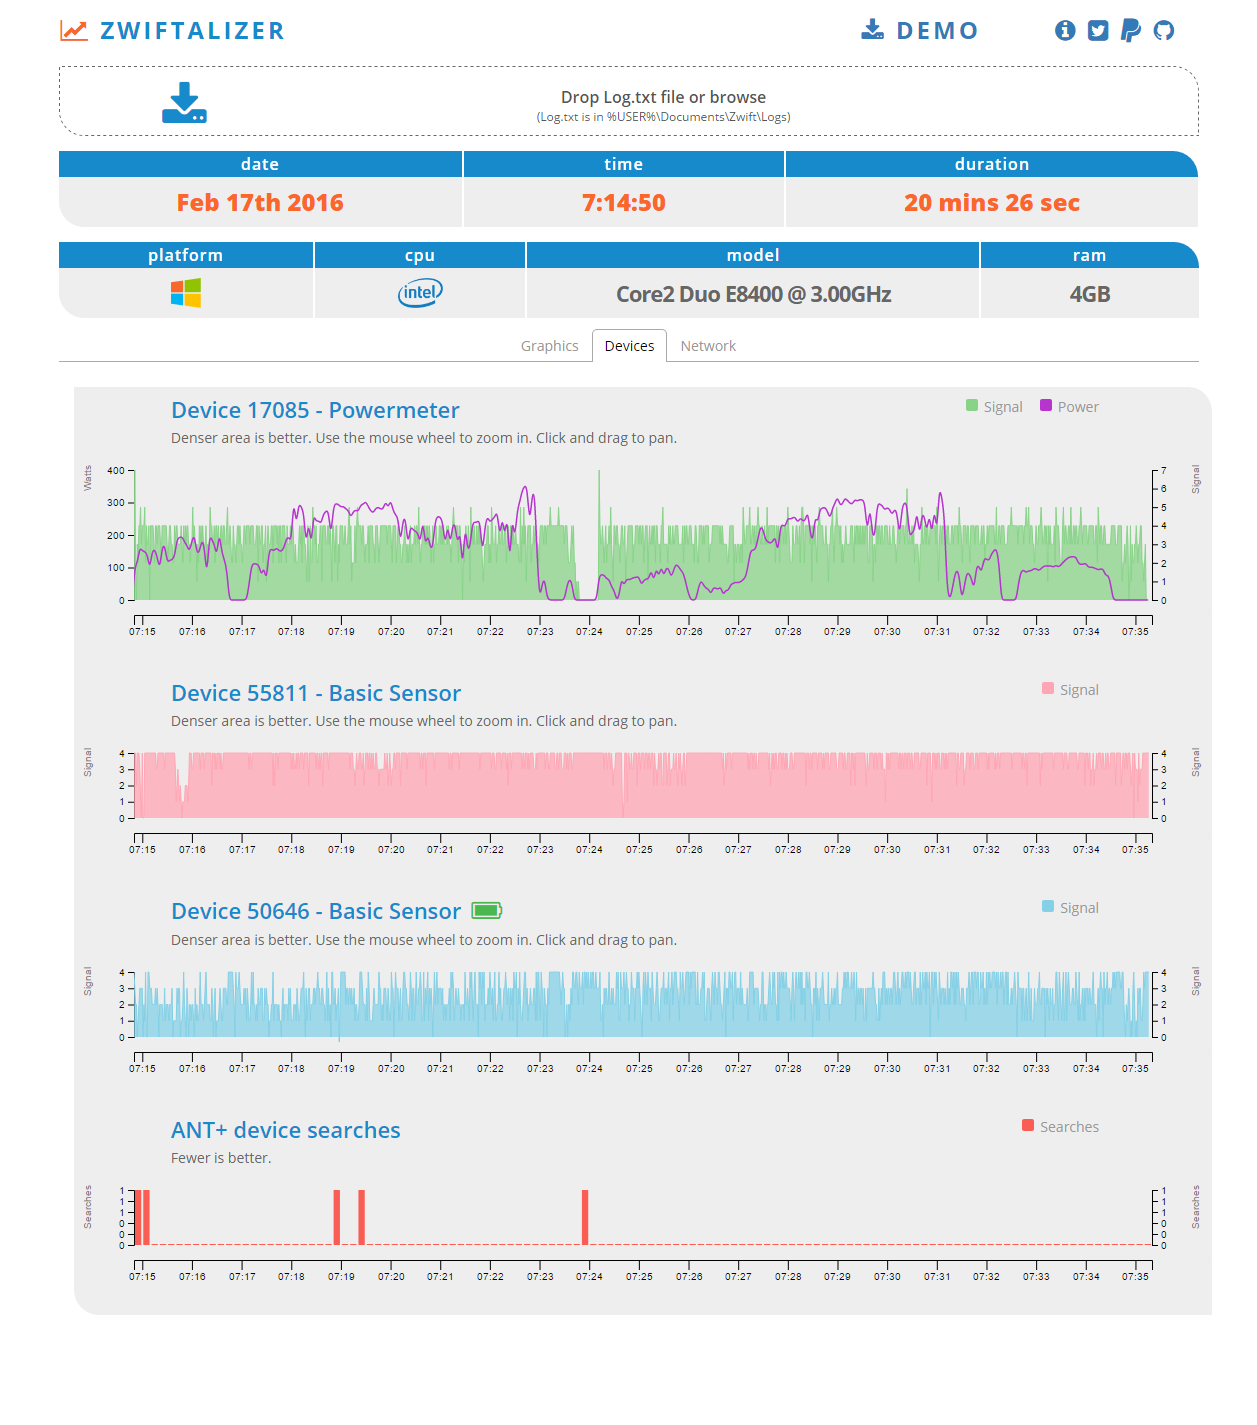 ZWIFTALIZER
DEMO
Drop Log.txt file or browse
(Log.txt is in %USER%\Documents\Zwift\Logs)
date time duration
Feb 17th 2016 7:14:50 20 mins 26 sec
platform cpu model ram
intel Core2 Duo E8400 @ 3.00GHz 4GB
Graphics Devices Network
Device 17085 - Powermeter
Signal Power
Denser area is better. Use the mouse wheel to zoom in. Click and drag to pan.
Watts
400
300
200
100
0
Signal
7
6
5
4
3
2
1
0
07:15 07:16 07:17 07:18 07:19 07:20 07:21 07:22 07:23 07:24 07:25 07:26 07:27 07:28 07:29 07:30 07:31 07:32 07:33 07:34 07:35
Device 55811 - Basic Sensor
Signal
Denser area is better. Use the mouse wheel to zoom in. Click and drag to pan.
Signal
4
3
2
1
0
Signal
4
3
2
1
0
07:15 07:16 07:17 07:18 07:19 07:20 07:21 07:22 07:23 07:24 07:25 07:26 07:27 07:28 07:29 07:30 07:31 07:32 07:33 07:34 07:35
Device 50646 - Basic Sensor
Signal
Denser area is better. Use the mouse wheel to zoom in. Click and drag to pan.
Signal
4
3
2
1
0
Signal
4
3
2
1
0
07:15 07:16 07:17 07:18 07:19 07:20 07:21 07:22 07:23 07:24 07:25 07:26 07:27 07:28 07:29 07:30 07:31 07:32 07:33 07:34 07:35
ANT+ device searches
Searches
Fewer is better.
Searches
1
1
1
0
0
0
Searches
1
1
1
0
0
0
07:15 07:16 07:17 07:18 07:19 07:20 07:21 07:22 07:23 07:24 07:25 07:26 07:27 07:28 07:29 07:30 07:31 07:32 07:33 07:34 07:35